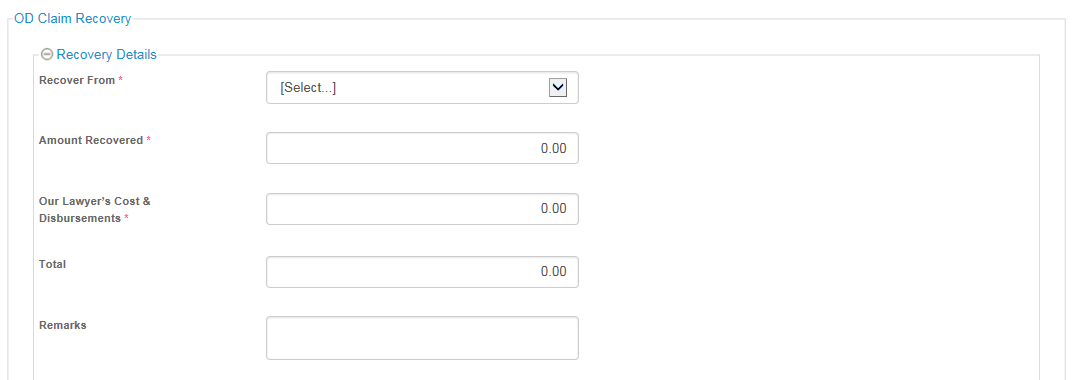 OD Claim Recovery
Recovery Details
Recover From *
[Select...]
Amount Recovered *
0.00
Our Lawyer's Cost &
Disbursements *
0.00
Total
0.00
Remarks